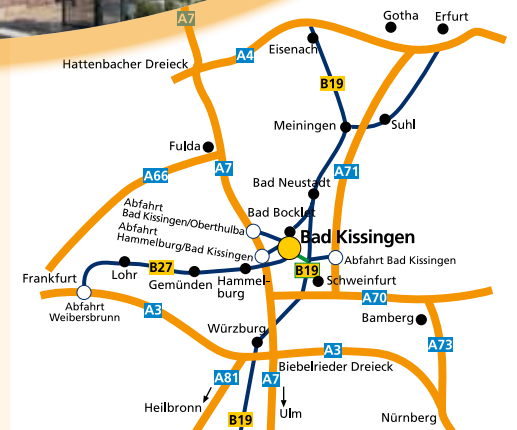 A7
Gotha
Erfurt
Eisenach
A4
Hattenbacher Dreieck
B19
Meiningen
Suhl
Fulda
A7
A66
A71
Bad Neustadt
Abfahrt
Bad Kissingen/Oberthulba
Bad Bocklet
Abfahrt
Hammelburg/Bad Kissingen
Bad Kissingen
Abfahrt Bad Kissingen
Frankfurt
Lohr
B27
Gemünden
Hammel-
burg
B19
Schweinfurt
A70
Abfahrt
Weibersbrunn
A3
Bamberg
Würzburg
A3
A73
Biebelrieder Dreieck
A81
A7
Heilbronn
Ulm
B19
Nürnberg